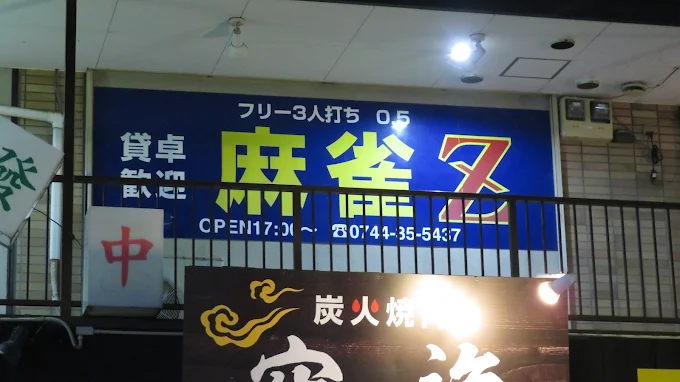 フリー3人打ち 0.5
貸卓
歓迎
麻雀 Z
OPEN17:00〜 ☎0744-35-5437
發
中
炭火焼